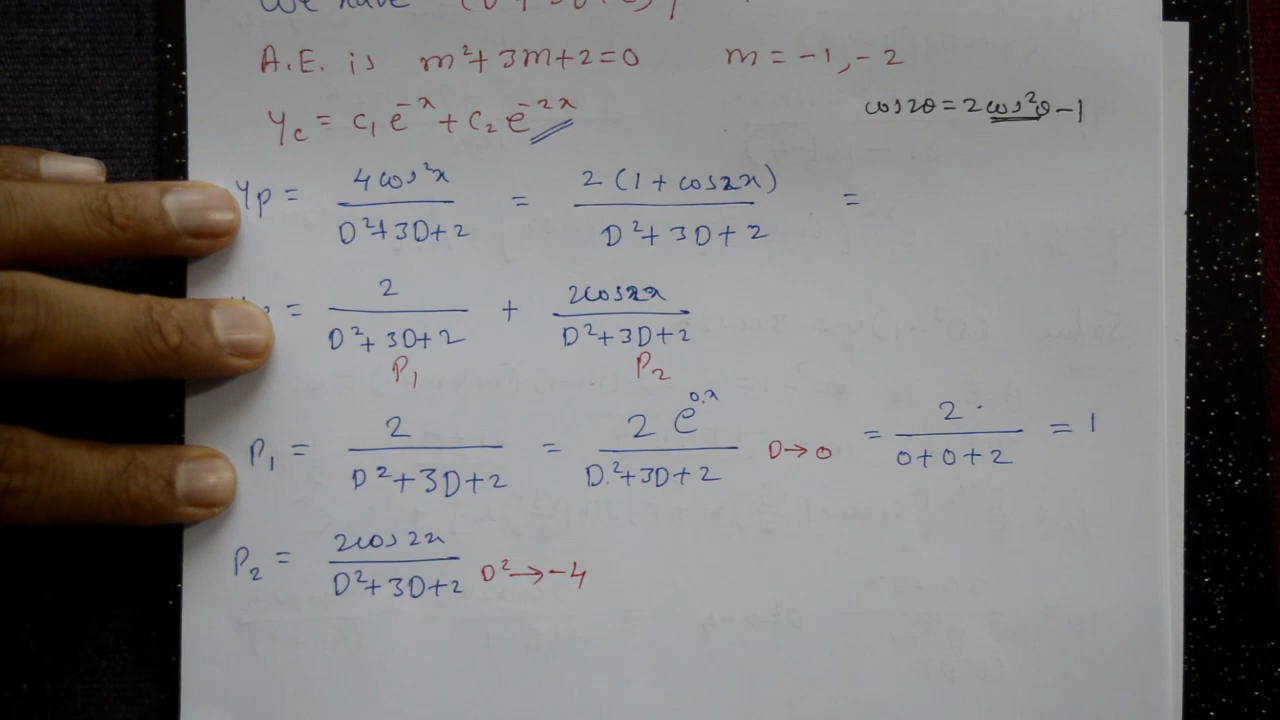 We have
A.E. is m²+3m+2=0 m = -1, -2
y_c = c₁e^{-x} + c₂e^{-2x} cos2θ = 2cos²θ-1
y_p = 4cos²x / D²+3D+2 = 2(1+cos2x) / D²+3D+2 =
= 2 / D²+3D+2 + 2cos2x / D²+3D+2
P₁ P₂
P₁ = 2 / D²+3D+2 = 2e^{0.x} / D²+3D+2 D→0 = 2 / 0+0+2 = 1
P₂ = 2cos2x / D²+3D+2 D²→-4